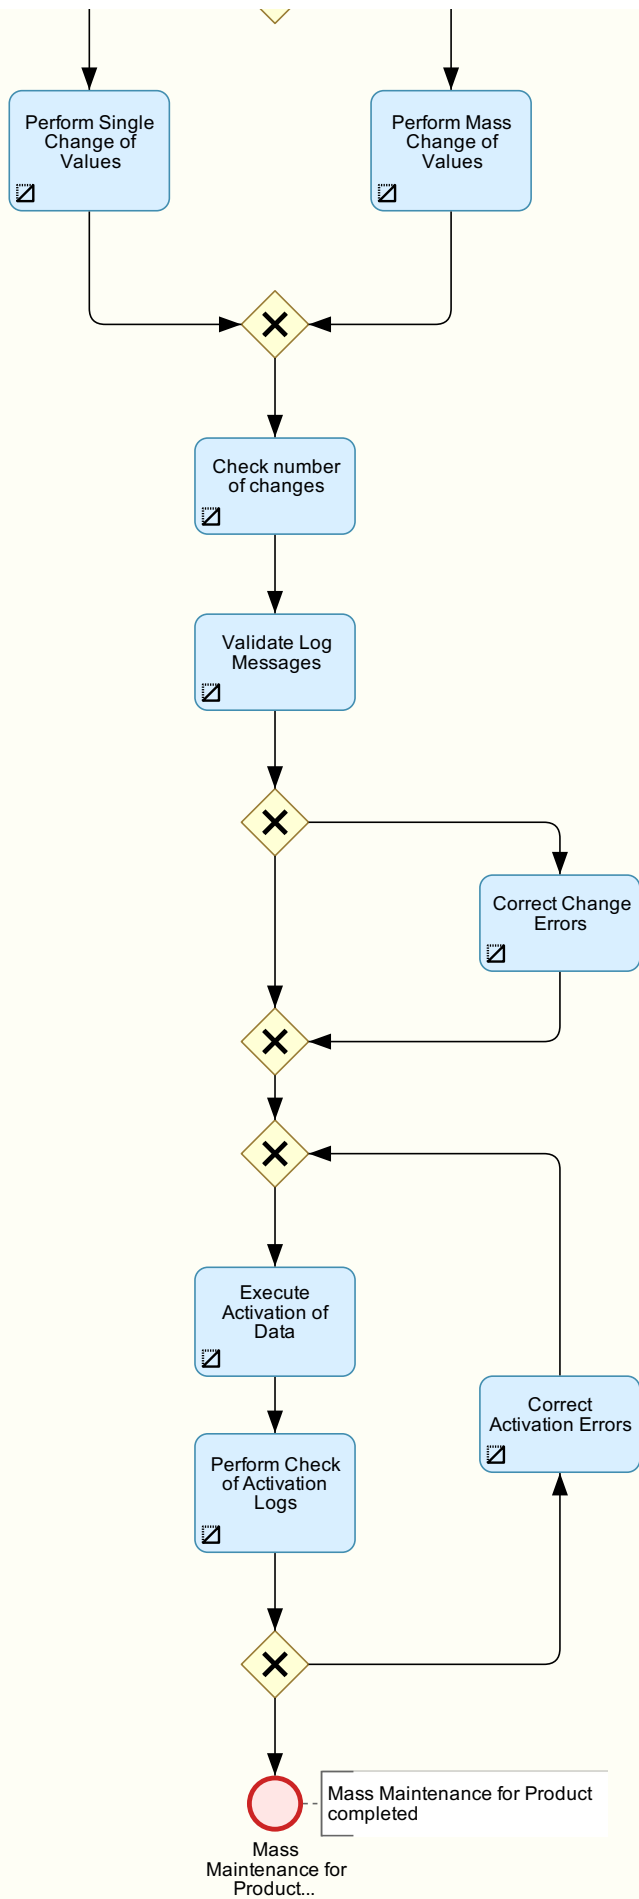 Perform Single
Change of
Values
Perform Mass
Change of
Values
Check number
of changes
Validate Log
Messages
Correct Change
Errors
Execute
Activation of
Data
Correct
Activation Errors
Perform Check
of Activation
Logs
Mass Maintenance for Product
completed
Mass
Maintenance for
Product...